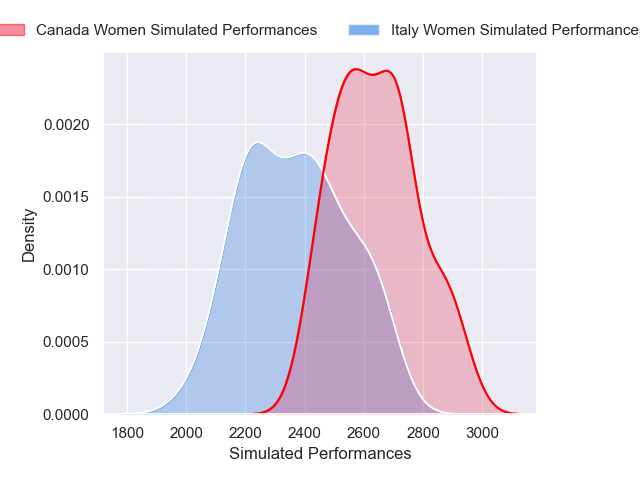 Canada Women Simulated Performances Italy Women Simulated Performances
0.0020
0.0015
0.0010
0.0005
0.0000
Density
1800 2000 2200 2400 2600 2800 3000
Simulated Performances